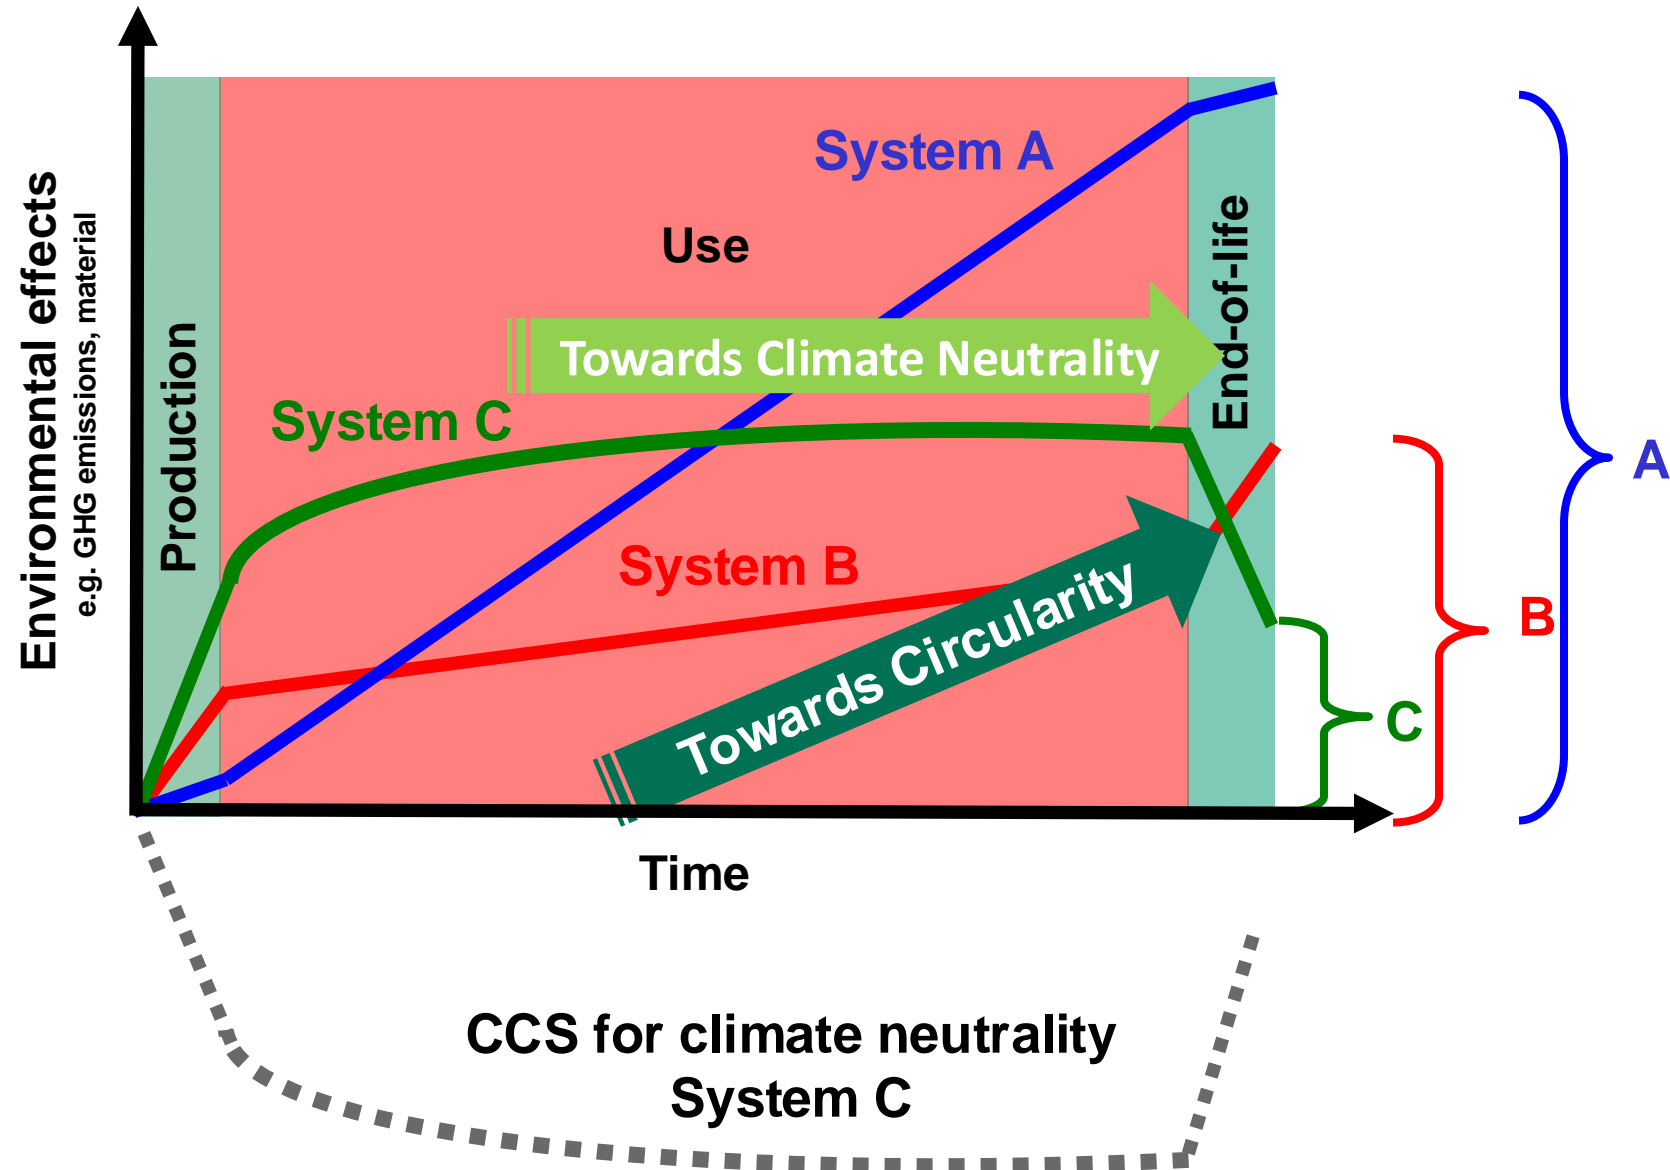 Environmental effects
e.g. GHG emissions, material
Production
Use
End-of-life
System A
Towards Climate Neutrality
System C
System B
Towards Circularity
A
B
C
Time
CCS for climate neutrality
System C